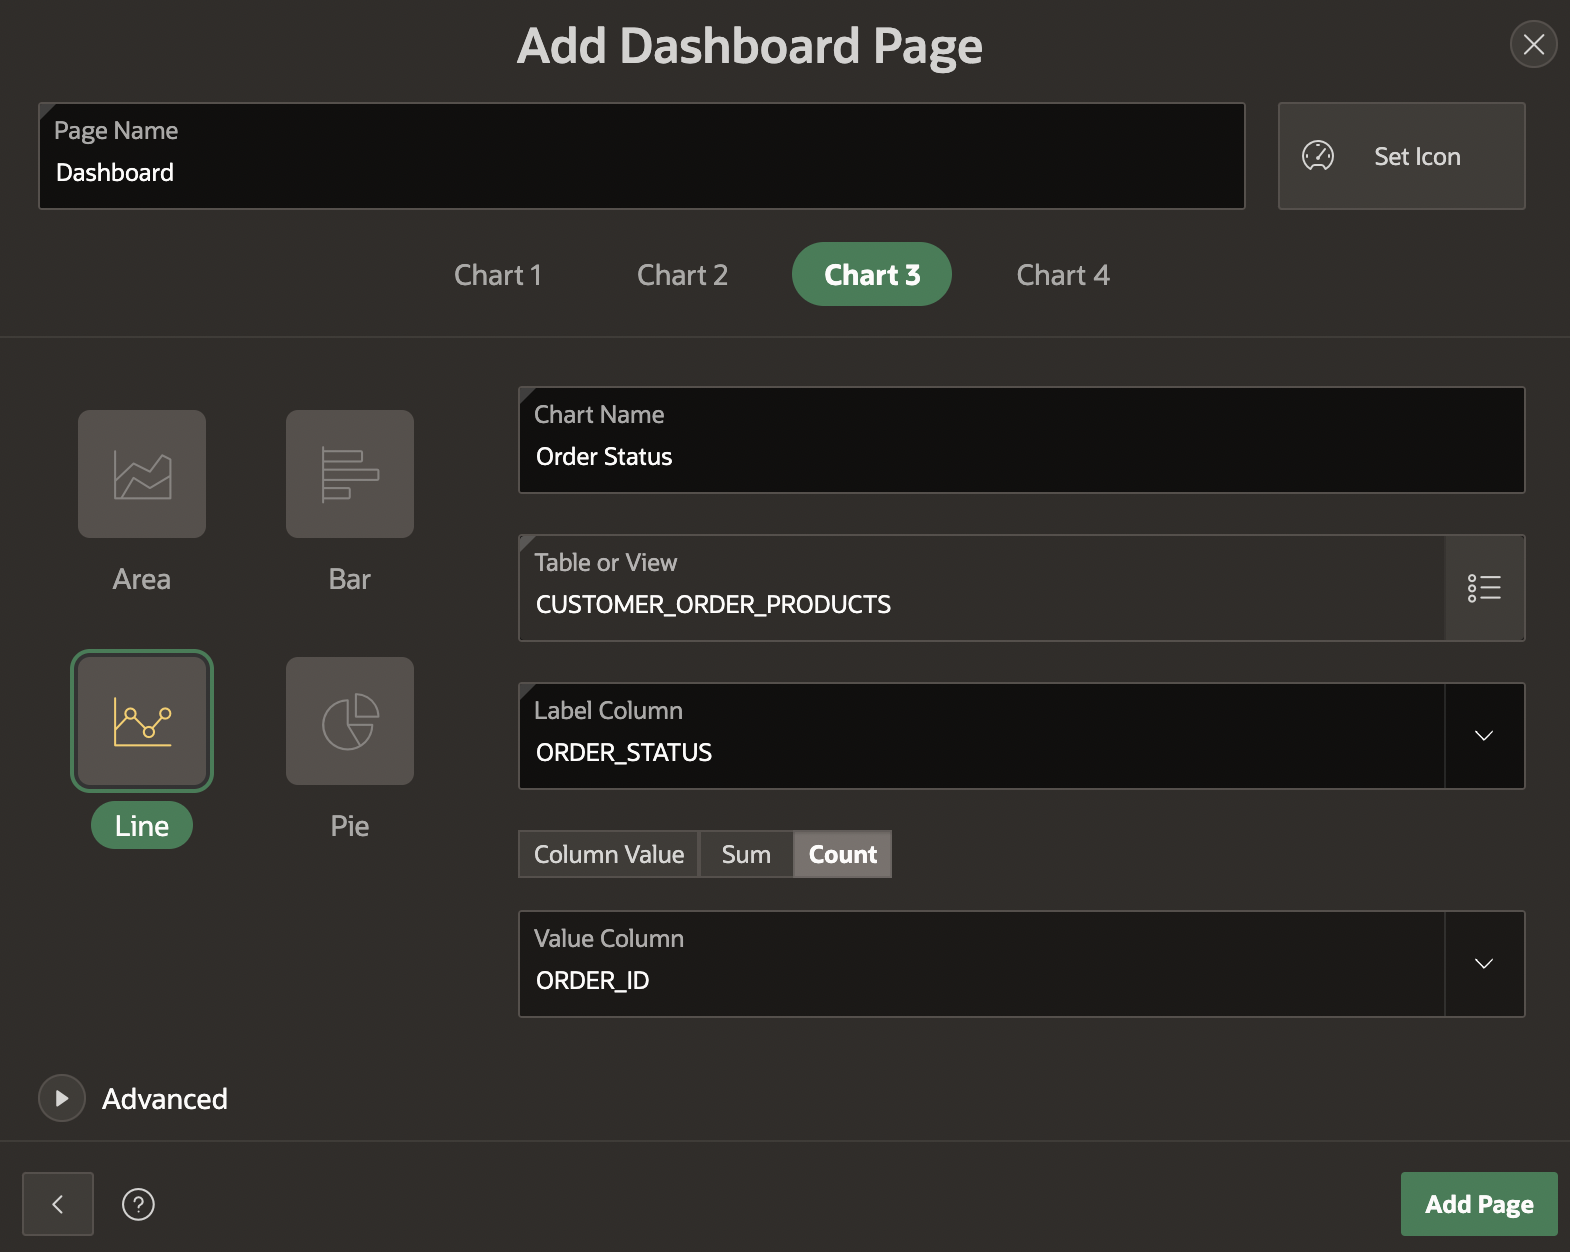 Add Dashboard Page
Page Name
Dashboard
Set Icon
Chart 1
Chart 2
Chart 3
Chart 4
Area
Bar
Line
Pie
Chart Name
Order Status
Table or View
CUSTOMER_ORDER_PRODUCTS
Label Column
ORDER_STATUS
Column Value
Sum
Count
Value Column
ORDER_ID
Advanced
?
Add Page